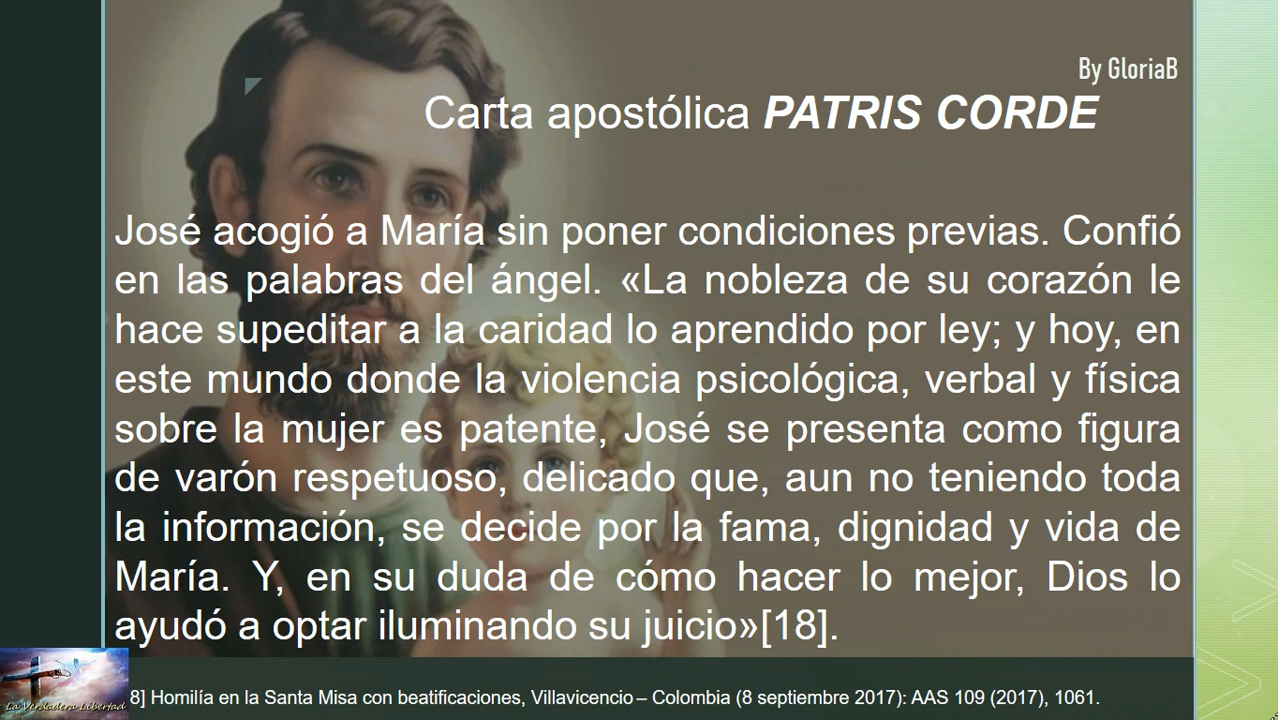 By GloriaB
Carta apostólica PATRIS CORDE
José acogió a María sin poner condiciones previas. Confió
en las palabras del ángel. «La nobleza de su corazón le
hace supeditar a la caridad lo aprendido por ley; y hoy, en
este mundo donde la violencia psicológica, verbal y física
sobre la mujer es patente, José se presenta como figura
de varón respetuoso, delicado que, aun no teniendo toda
la información, se decide por la fama, dignidad y vida de
María. Y, en su duda de cómo hacer lo mejor, Dios lo
ayudó a optar iluminando su juicio»[18].
8] Homilía en la Santa Misa con beatificaciones, Villavicencio – Colombia (8 septiembre 2017): AAS 109 (2017), 1061.
La Verdadera Libertad